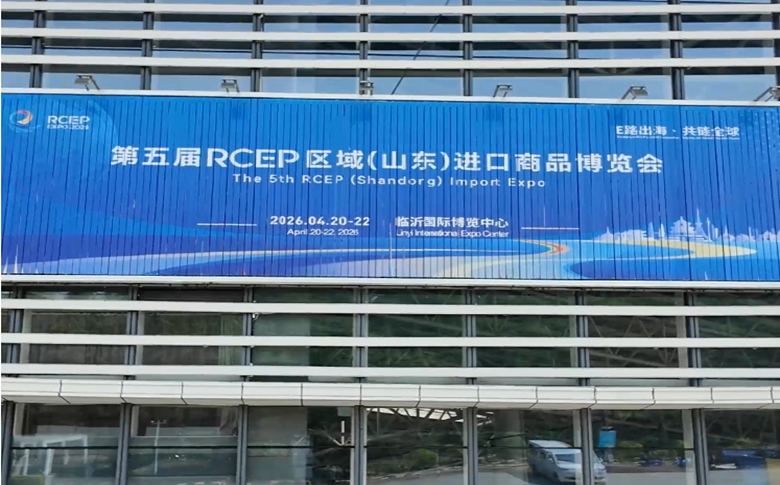 RCEP
EXPO 2026
E路出海·共链全球
第五届RCEP区域(山东)进口商品博览会
The 5th RCEP (Shandorg) Import Expo
2026.04.20-22 临沂国际博览中心
April 20-22, 2026 Linyi International Expo Center